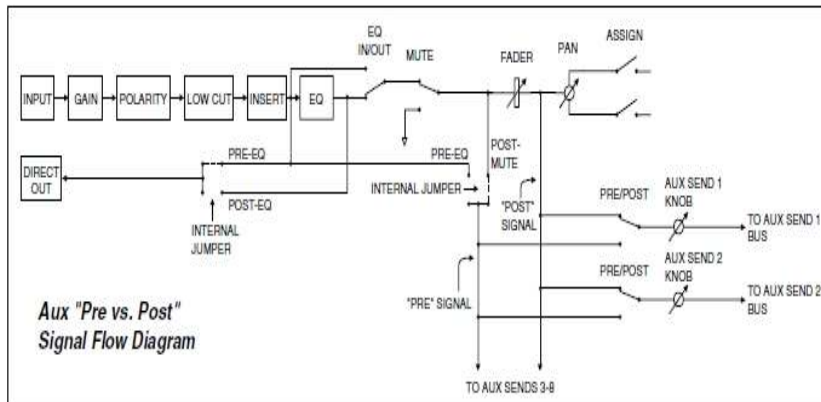 EQ
IN/OUT
MUTE
FADER
PAN
ASSIGN
INPUT
GAIN
POLARITY
LOW CUT
INSERT
EQ
DIRECT
OUT
PRE-EQ
POST-EQ
INTERNAL
JUMPER
PRE-EQ
INTERNAL JUMPER
POST-
MUTE
"POST"
SIGNAL
"PRE" SIGNAL
PRE/POST
AUX SEND 1
KNOB
TO AUX SEND 1
BUS
PRE/POST
AUX SEND 2
KNOB
TO AUX SEND 2
BUS
Aux "Pre vs. Post"
Signal Flow Diagram
TO AUX SENDS 3-8